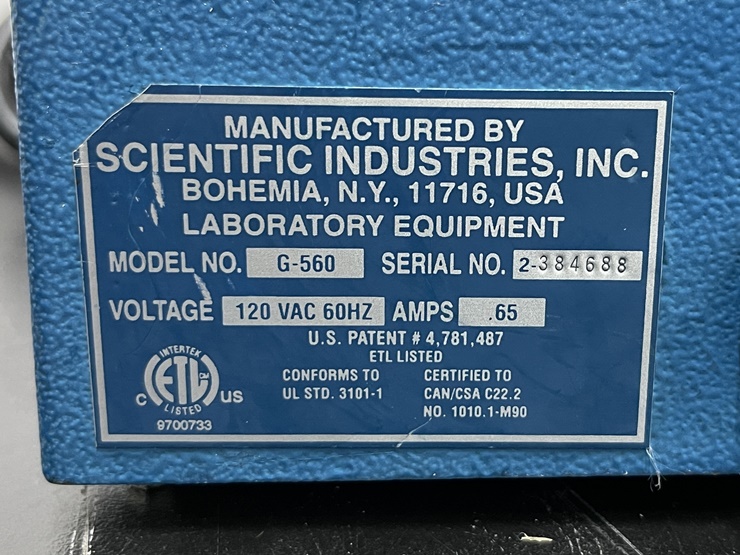 MANUFACTURED BY
SCIENTIFIC INDUSTRIES, INC.
BOHEMIA, N.Y., 11716, USA
LABORATORY EQUIPMENT
MODEL NO. G-560 SERIAL NO. 2-384688
VOLTAGE 120 VAC 60HZ AMPS .65
U.S. PATENT # 4,781,487
ETL LISTED
CONFORMS TO
UL STD. 3101-1
CERTIFIED TO
CAN/CSA C22.2
NO. 1010.1-M90
INTERTEK
C ETL US
LISTED
9700733